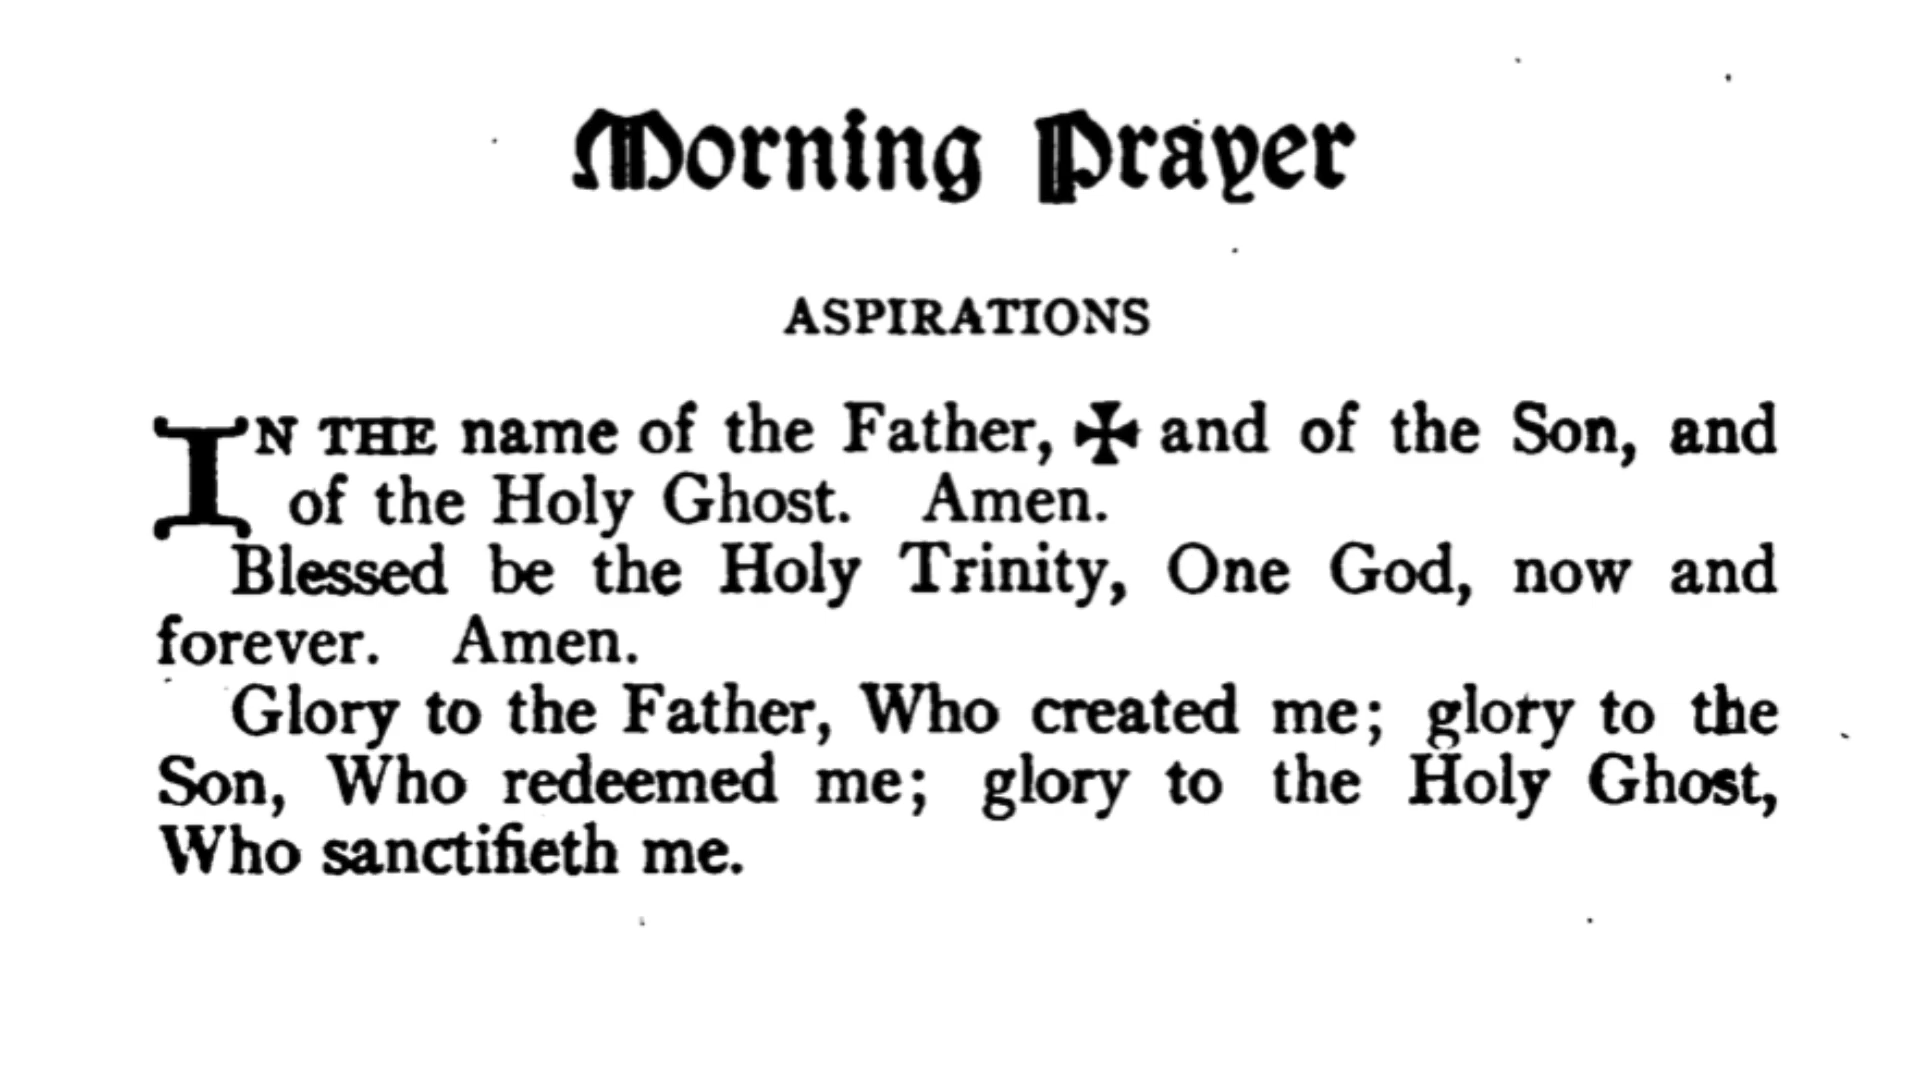 Morning Prayer
ASPIRATIONS
IN THE name of the Father, ✠ and of the Son, and
of the Holy Ghost. Amen.
Blessed be the Holy Trinity, One God, now and
forever. Amen.
Glory to the Father, Who created me; glory to the
Son, Who redeemed me; glory to the Holy Ghost,
Who sanctifieth me.